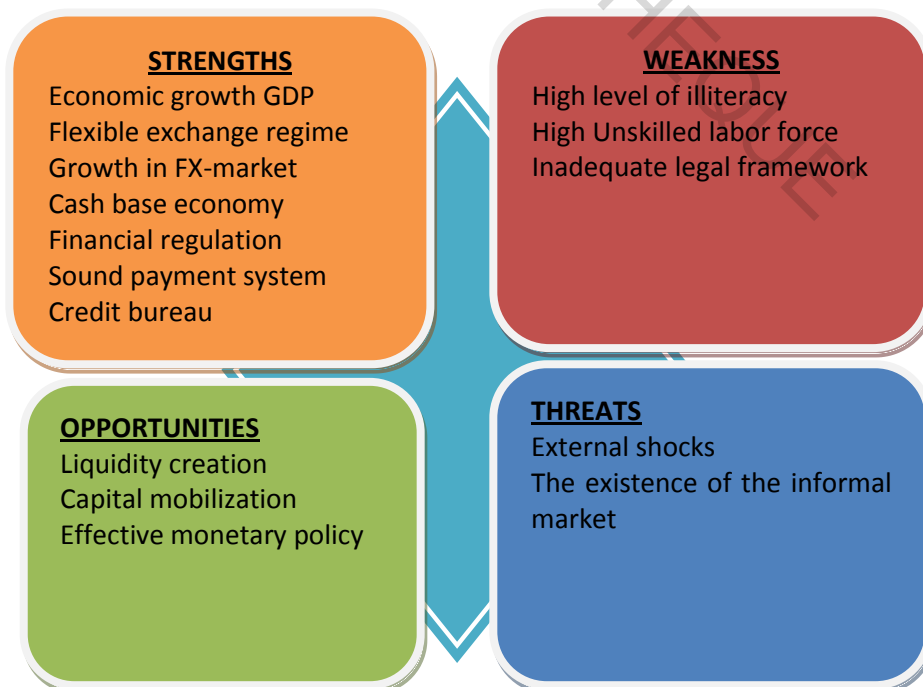 STRENGTHS
Economic growth GDP
Flexible exchange regime
Growth in FX-market
Cash base economy
Financial regulation
Sound payment system
Credit bureau
WEAKNESS
High level of illiteracy
High Unskilled labor force
Inadequate legal framework
OPPORTUNITIES
Liquidity creation
Capital mobilization
Effective monetary policy
THREATS
External shocks
The existence of the informal
market